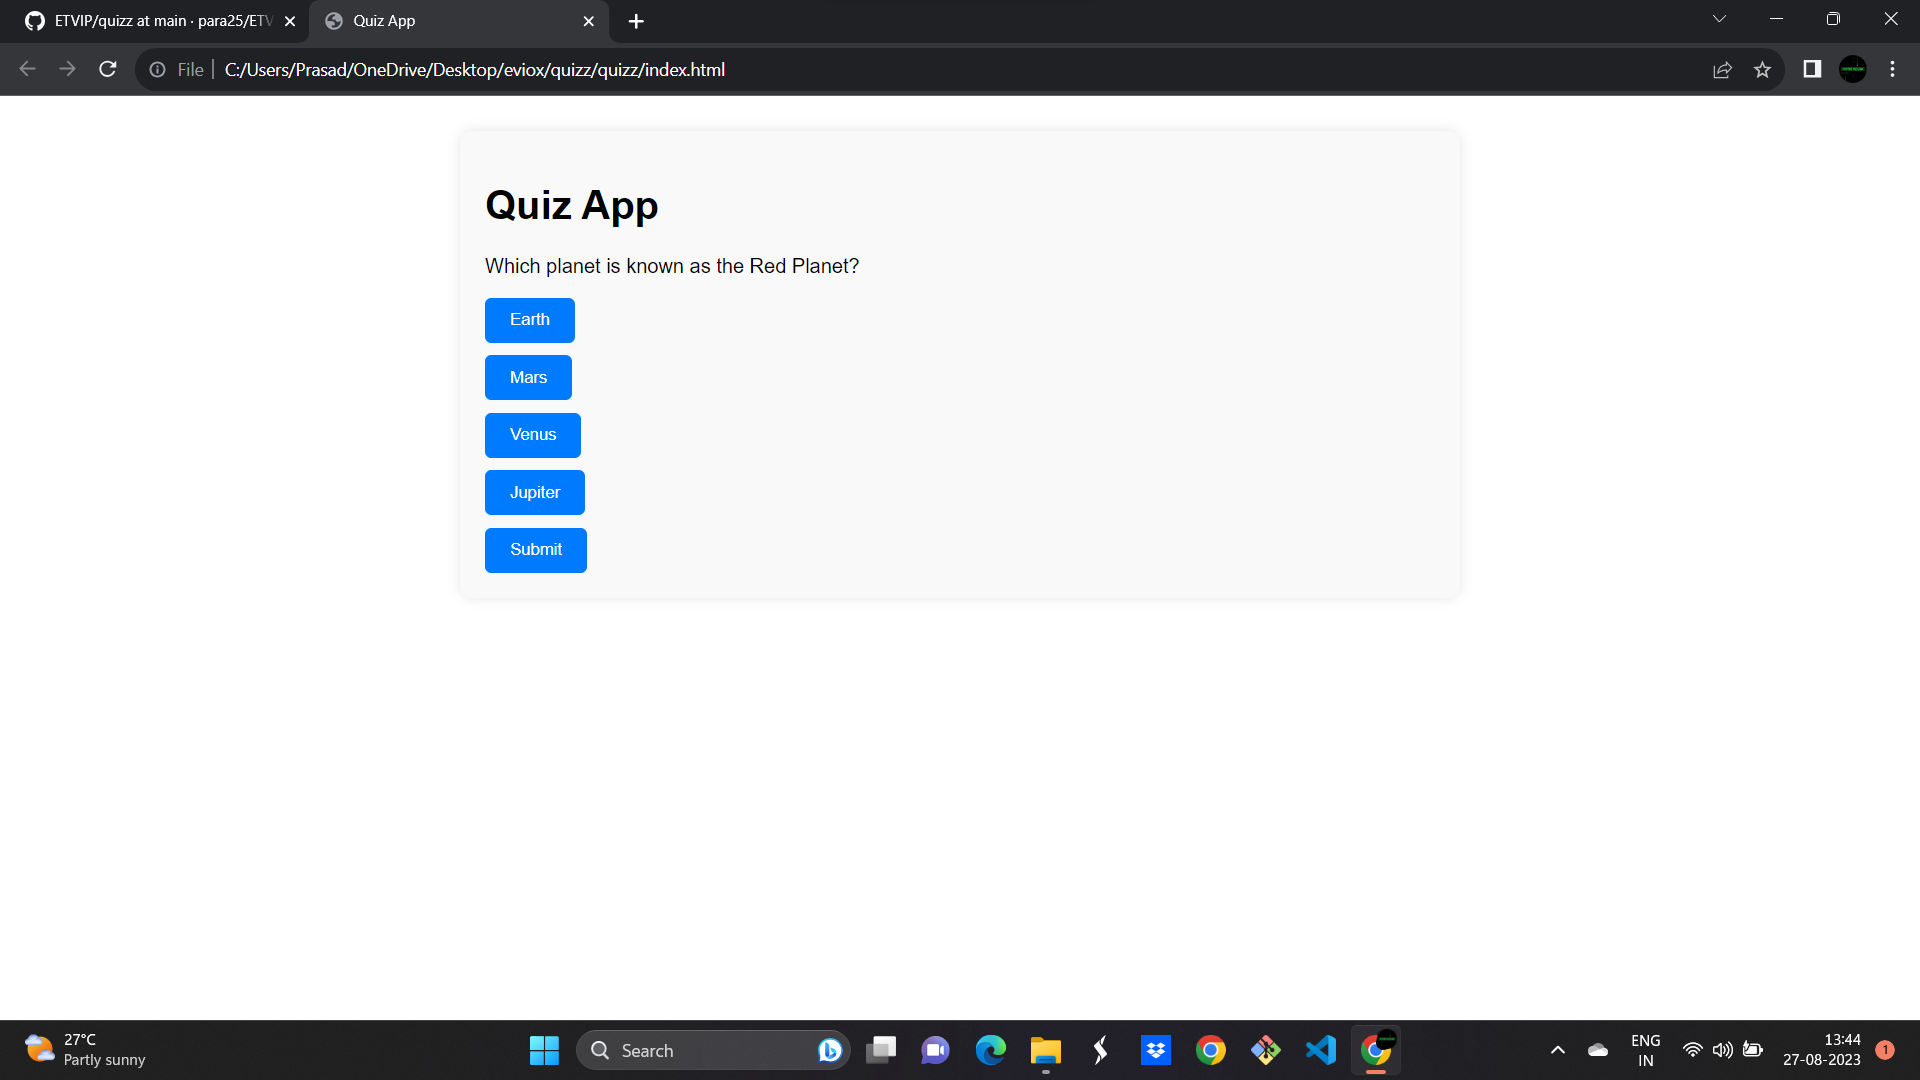 ETVIP/quizz at main · para25/ETV
Quiz App
File
C:/Users/Prasad/OneDrive/Desktop/eviox/quizz/quizz/index.html
Quiz App
Which planet is known as the Red Planet?
Earth
Mars
Venus
Jupiter
Submit
27°C
Partly sunny
Search
ENG
IN
13:44
27-08-2023
1